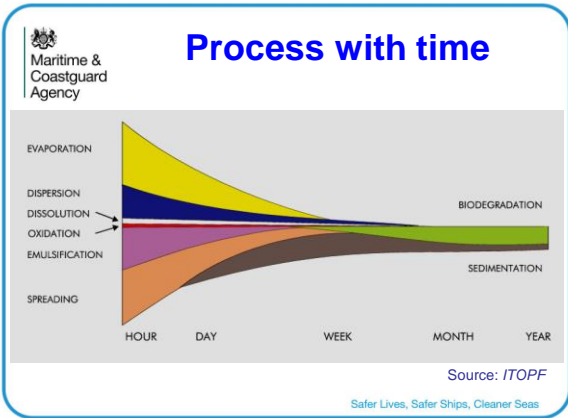 Process with time
Maritime &
Coastguard
Agency
EVAPORATION
DISPERSION
DISSOLUTION
OXIDATION
EMULSIFICATION
SPREADING
BIODEGRADATION
SEDIMENTATION
HOUR DAY WEEK MONTH YEAR
Source: ITOPF
Safer Lives, Safer Ships, Cleaner Seas